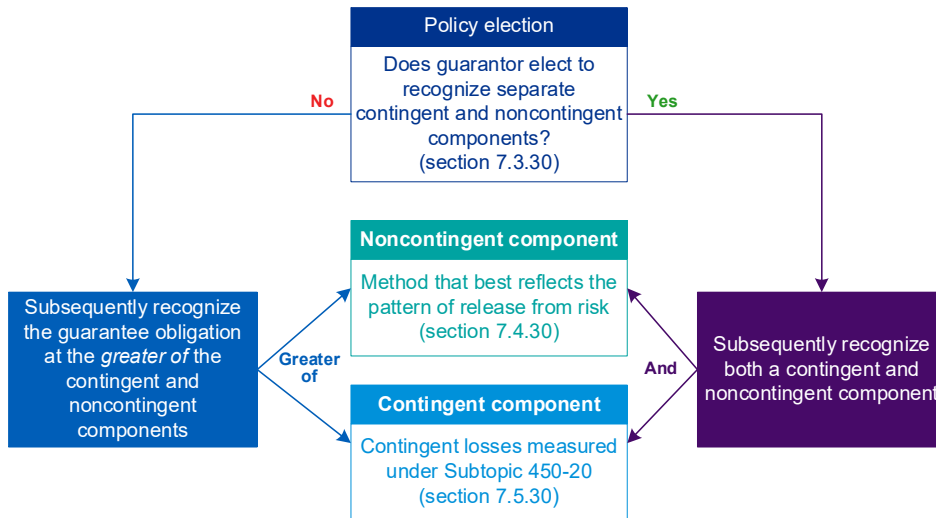 Policy election
Does guarantor elect to
recognize separate
contingent and noncontingent
components?
(section 7.3.30)
No
Yes
Noncontingent component
Method that best reflects the
pattern of release from risk
(section 7.4.30)
Subsequently recognize
the guarantee obligation
at the greater of the
contingent and
noncontingent
components
Greater
of
And
Subsequently recognize
both a contingent and
noncontingent component
Contingent component
Contingent losses measured
under Subtopic 450-20
(section 7.5.30)